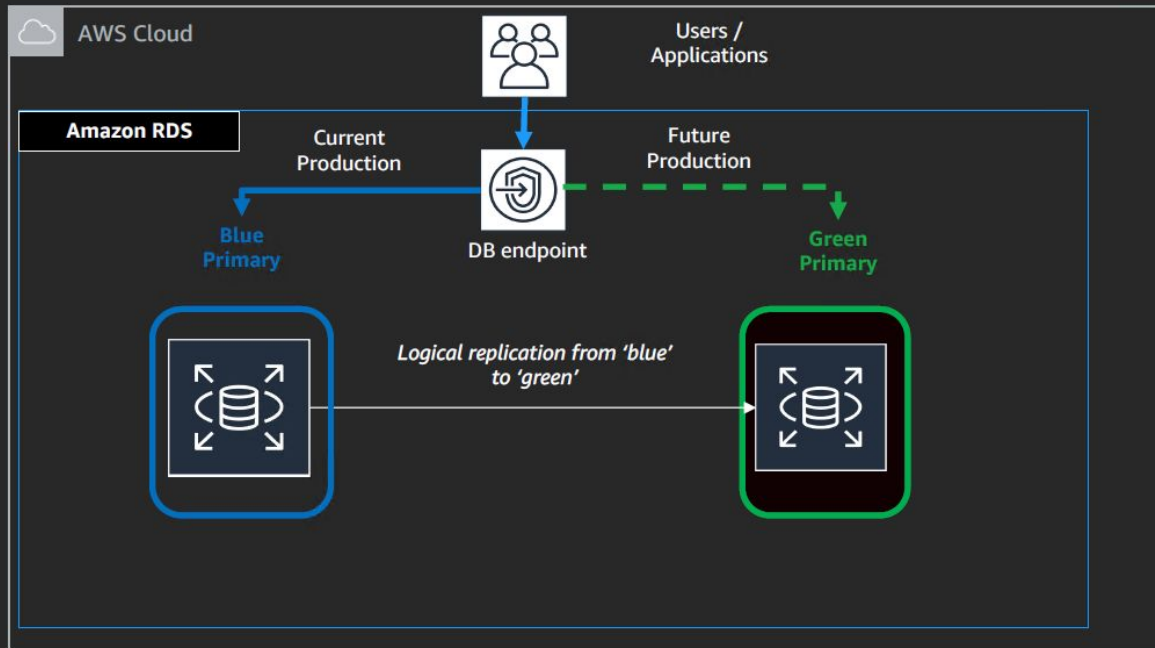 AWS Cloud
Users /
Applications
Amazon RDS
Current
Production
Future
Production
Blue
Primary
DB endpoint
Green
Primary
Logical replication from ‘blue’
to ‘green’